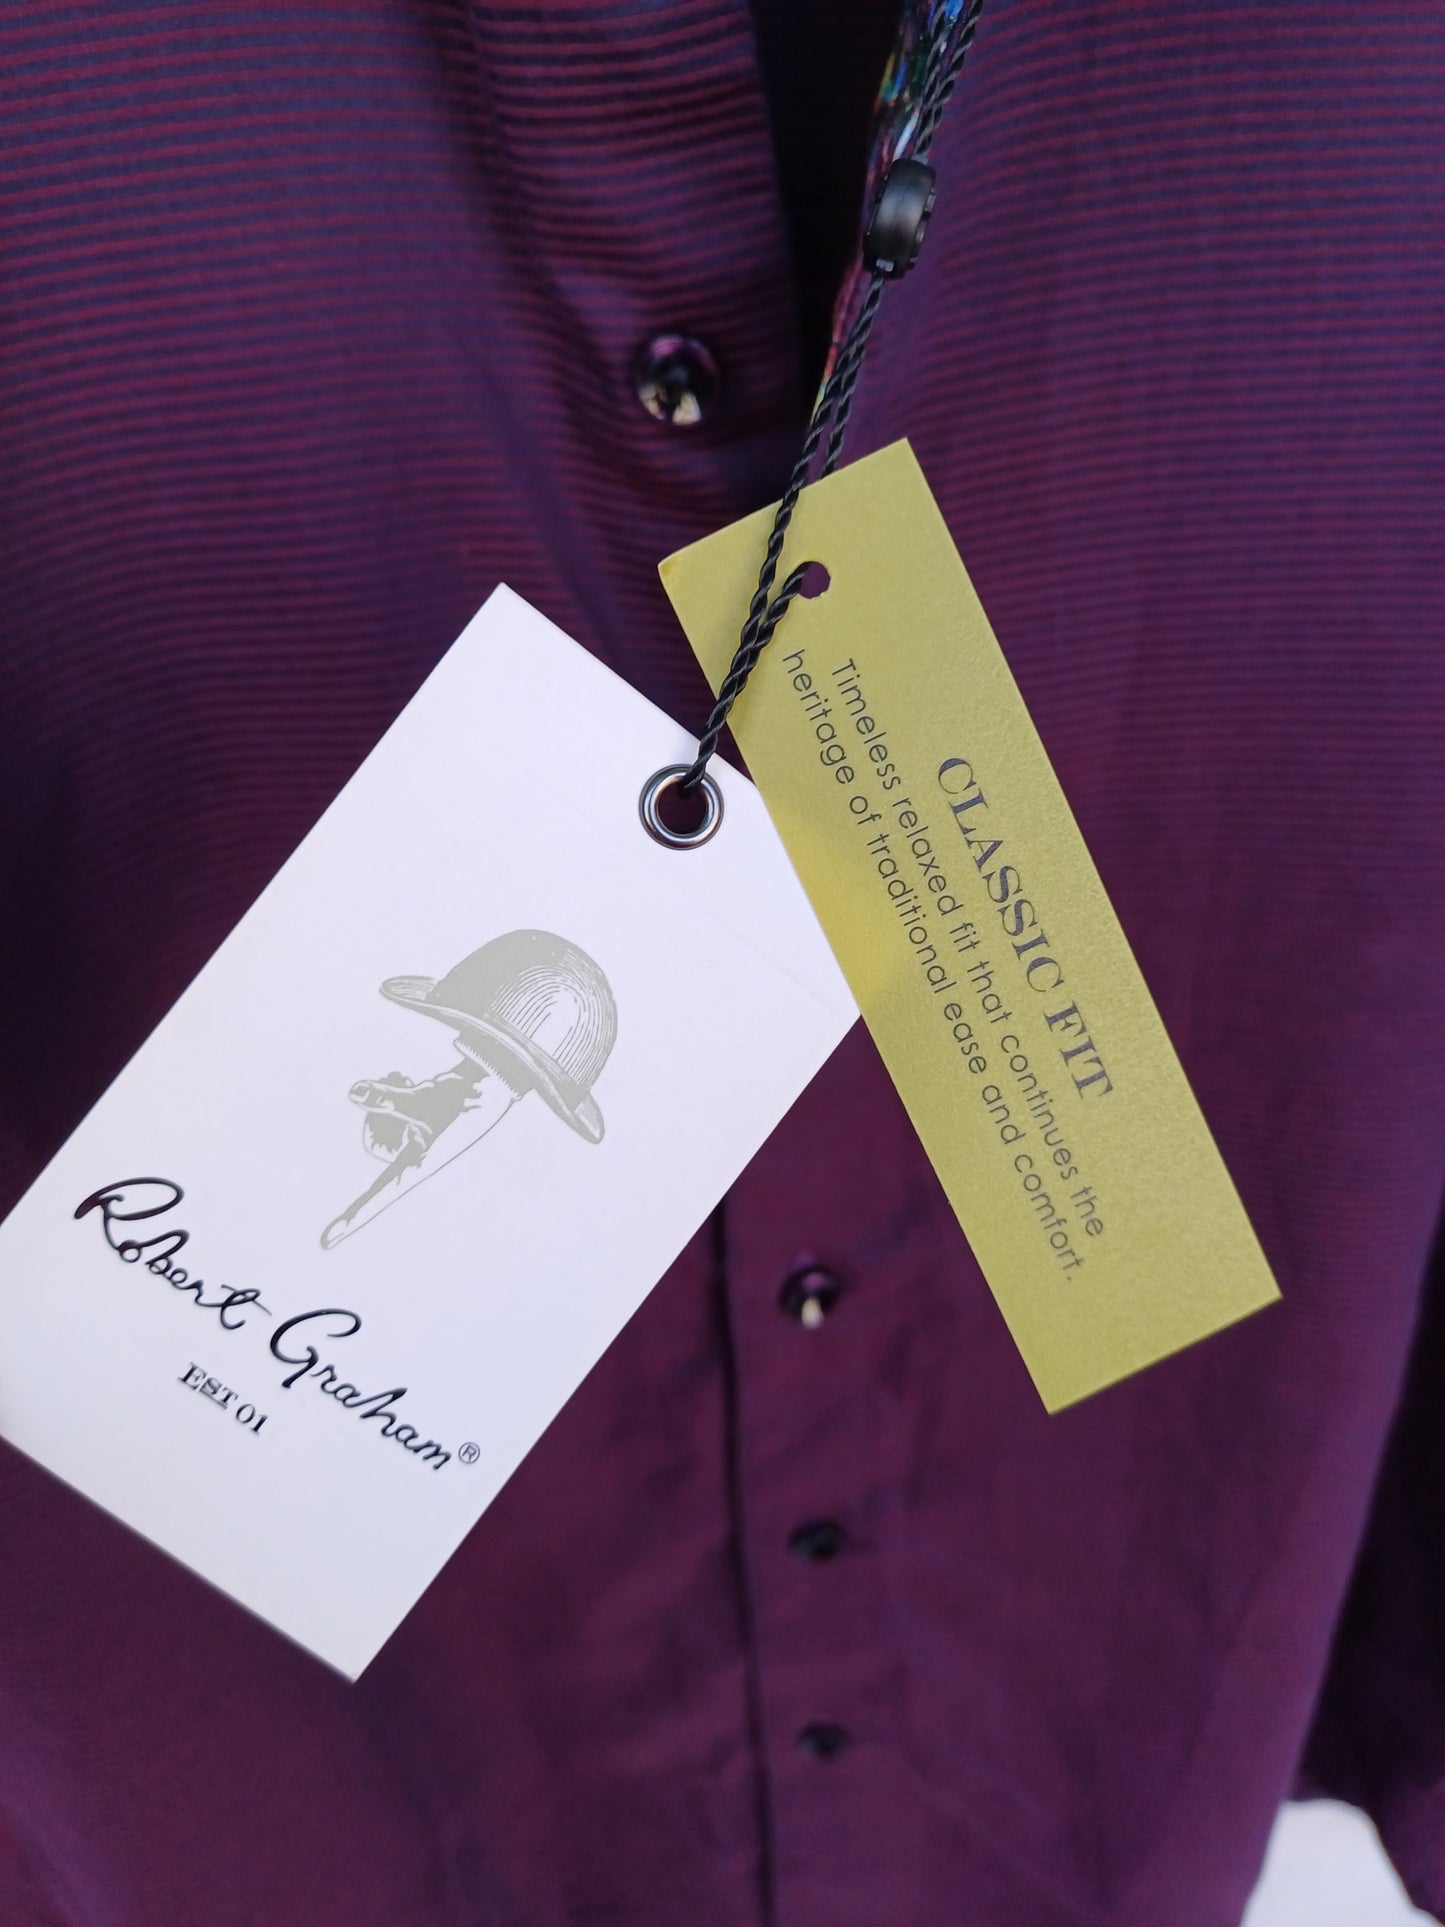 Robert Graham®
EST 01
CLASSIC FIT
Timeless relaxed fit that continues the
heritage of traditional ease and comfort.